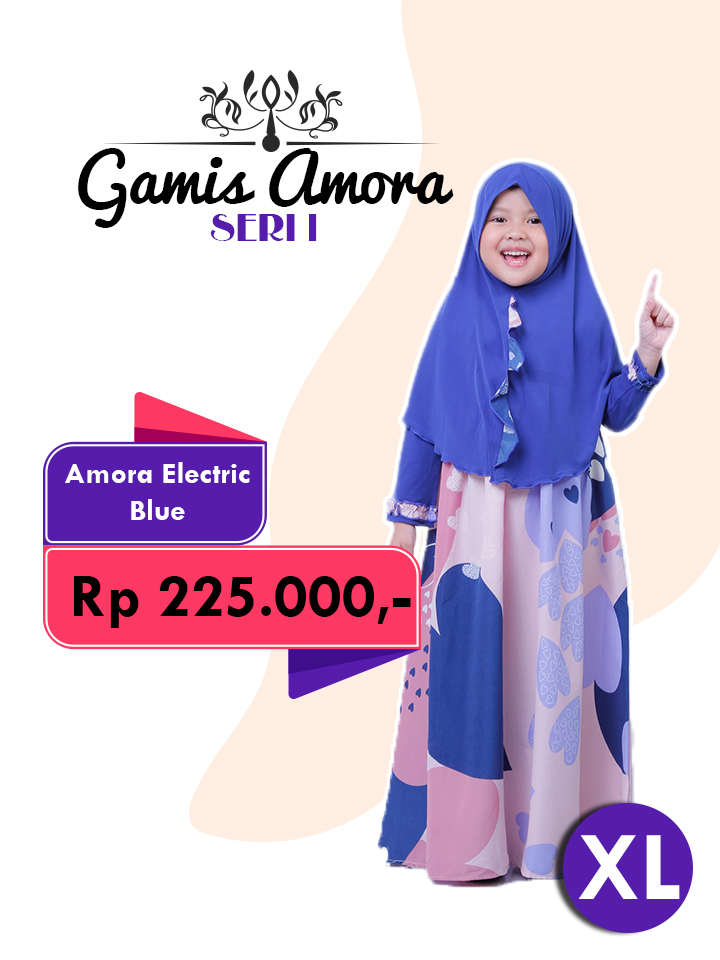 Gamis Amora
SERI I
Amora Electric
Blue
Rp 225.000,-
XL